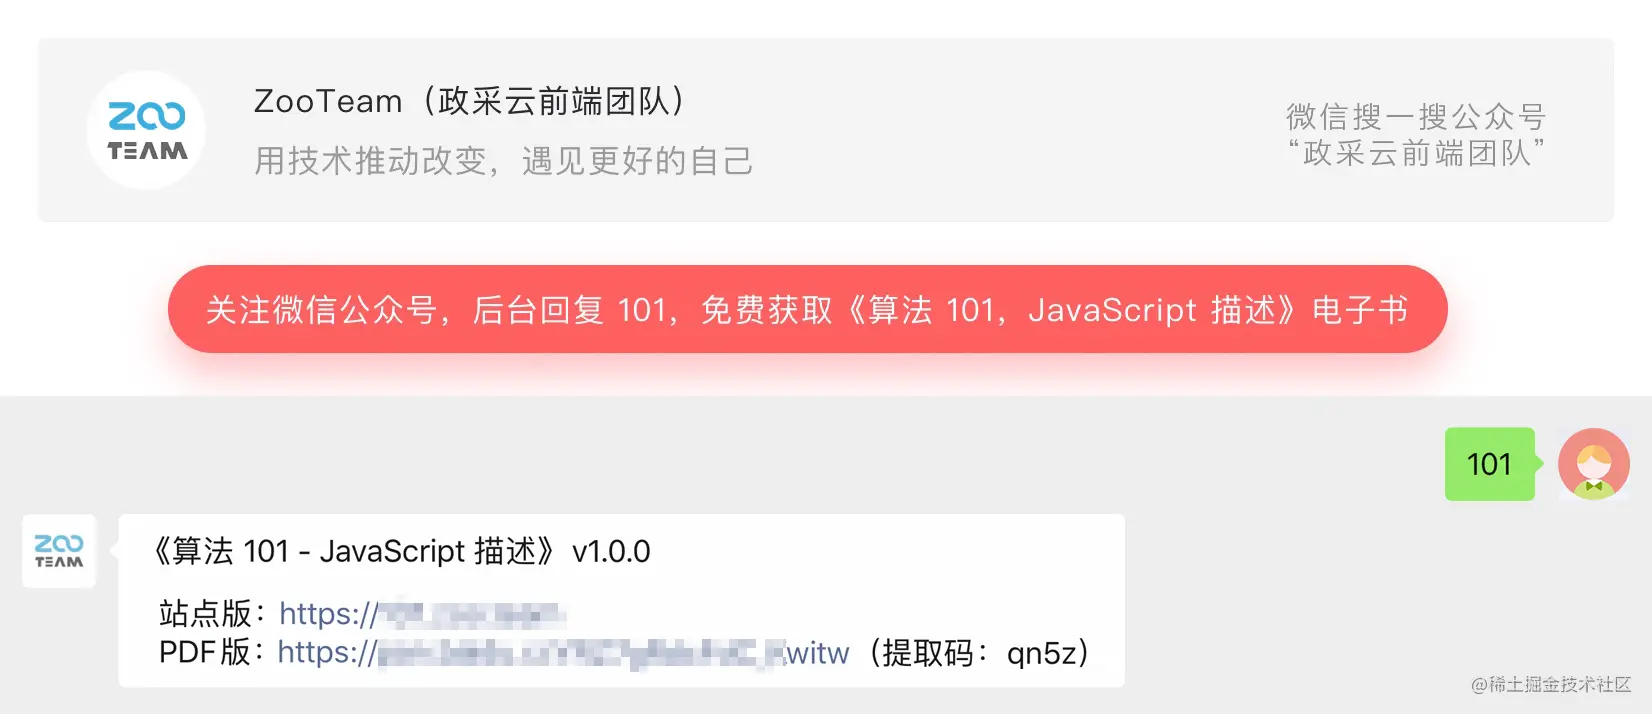 ZOO
TEAM
ZooTeam（政采云前端团队）
用技术推动改变，遇见更好的自己
微信搜一搜公众号
“政采云前端团队”
关注微信公众号，后台回复 101，免费获取《算法 101，JavaScript 描述》电子书
101
ZOO
TEAM
《算法 101 - JavaScript 描述》 v1.0.0
站点版：https://
PDF版：https:// witw（提取码：qn5z）
@稀土掘金技术社区